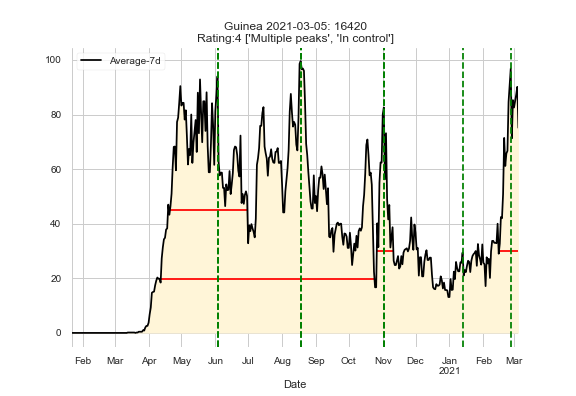 Guinea 2021-03-05: 16420
Rating:4 ['Multiple peaks', 'In control']
Average-7d
100
80
60
40
20
0
Feb Mar Apr May Jun Jul Aug Sep Oct Nov Dec Jan Feb Mar
2021
Date